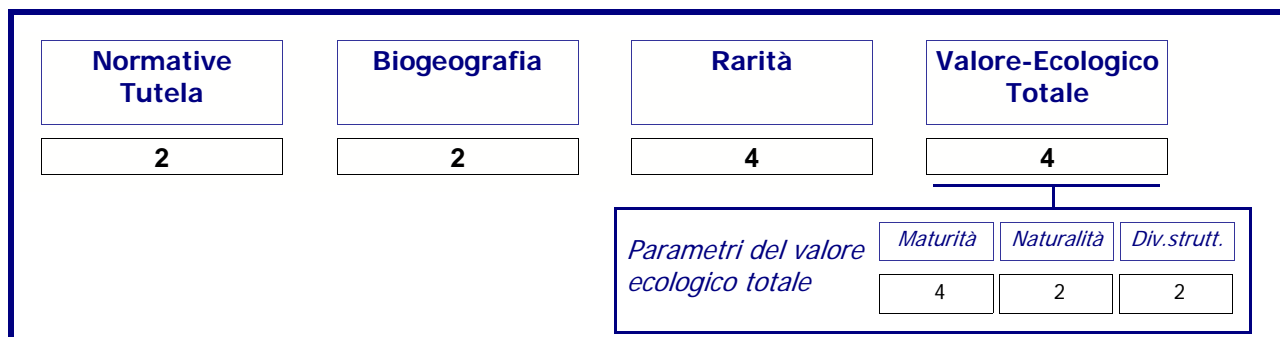 Normative
Tutela
Biogeografia
Rarità
Valore-Ecologico
Totale
2
2
4
4
Parametri del valore
ecologico totale
Maturità
Naturalità
Div.strutt.
4
2
2